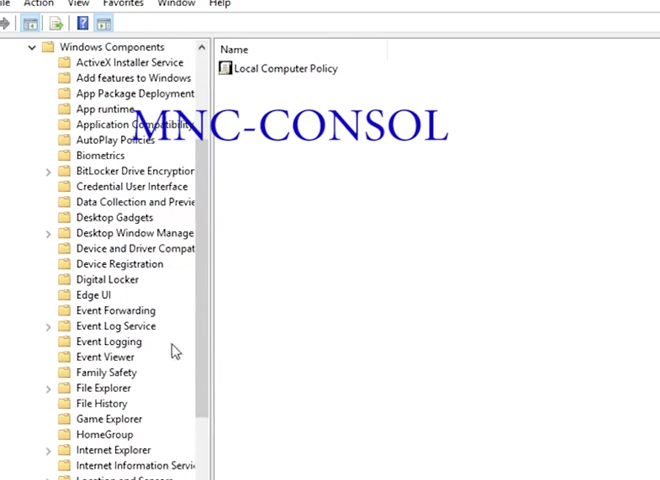 Action View Favorites Window Help
Windows Components
Name
ActiveX Installer Service
Local Computer Policy
Add features to Windows
App Package Deployment
App runtime
MNC-CONSOL
Application Compatibility
AutoPlay Policies
Biometrics
BitLocker Drive Encryption
Credential User Interface
Data Collection and Previe
Desktop Gadgets
Desktop Window Manage
Device and Driver Compat
Device Registration
Digital Locker
Edge UI
Event Forwarding
Event Log Service
Event Logging
Event Viewer
Family Safety
File Explorer
File History
Game Explorer
HomeGroup
Internet Explorer
Internet Information Servi
Location and Sensors